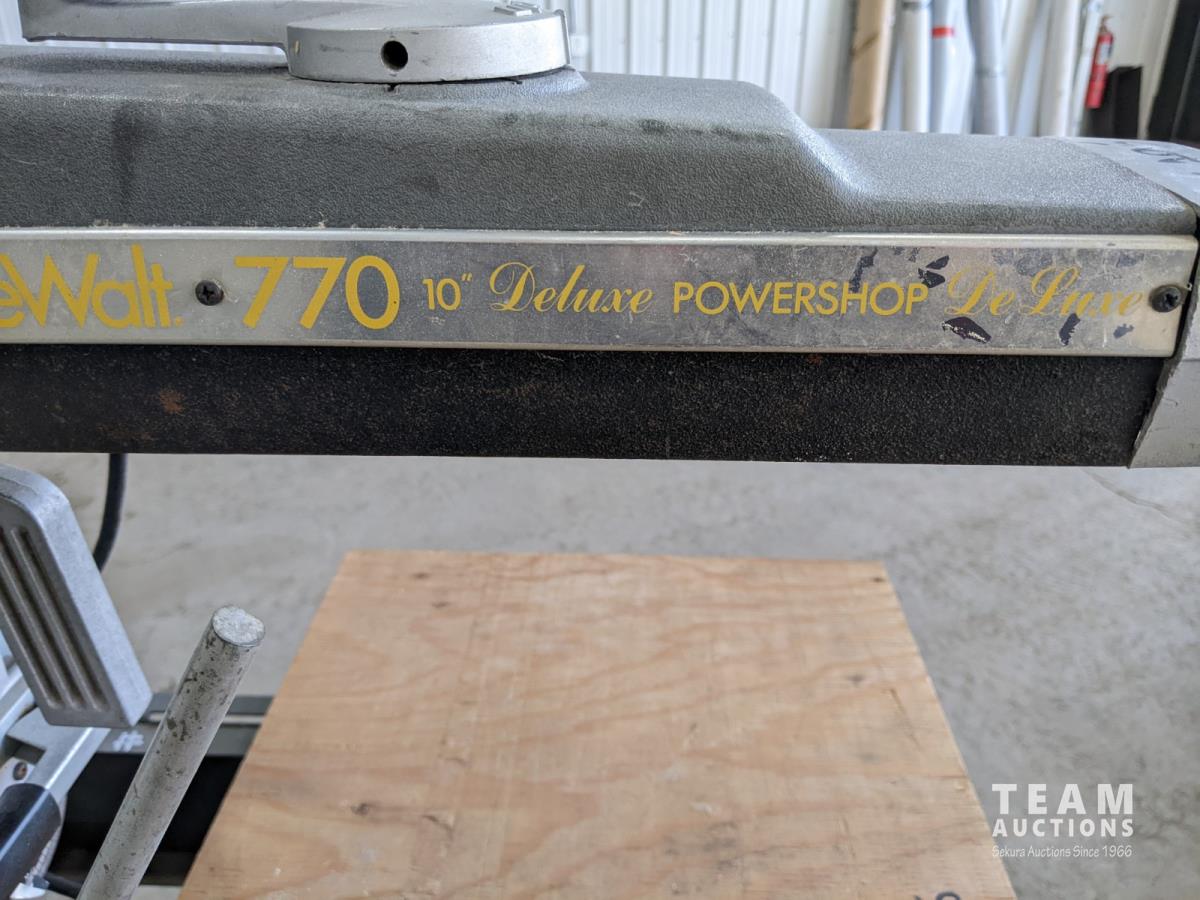 eWalt. 770 10" Deluxe POWERSHOP De Luxe
TEAM
AUCTIONS
Sekura Auctions Since 1966